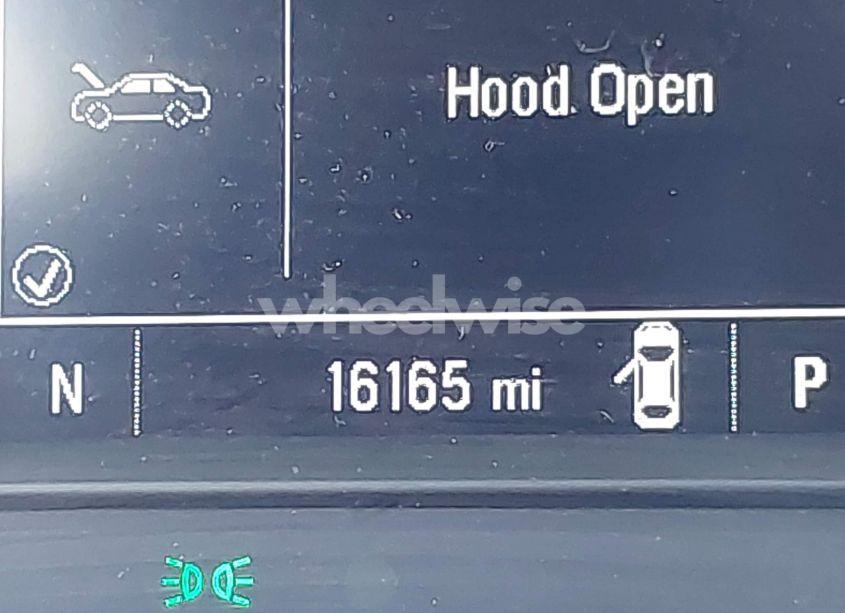 Hood Open
wheelwise
N 16165 mi P